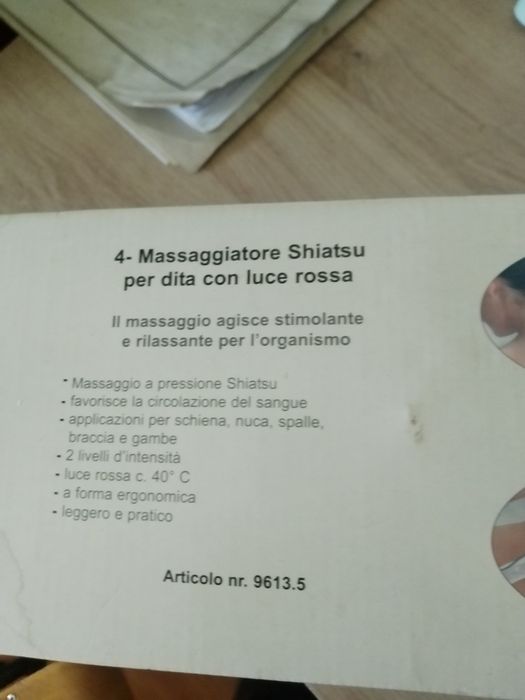 4- Massaggiatore Shiatsu
per dita con luce rossa
Il massaggio agisce stimolante
e rilassante per l'organismo
- Massaggio a pressione Shiatsu
- favorisce la circolazione del sangue
- applicazioni per schiena, nuca, spalle,
braccia e gambe
- 2 livelli d'intensità
- luce rossa c. 40° C
- a forma ergonomica
- leggero e pratico
Articolo nr. 9613.5